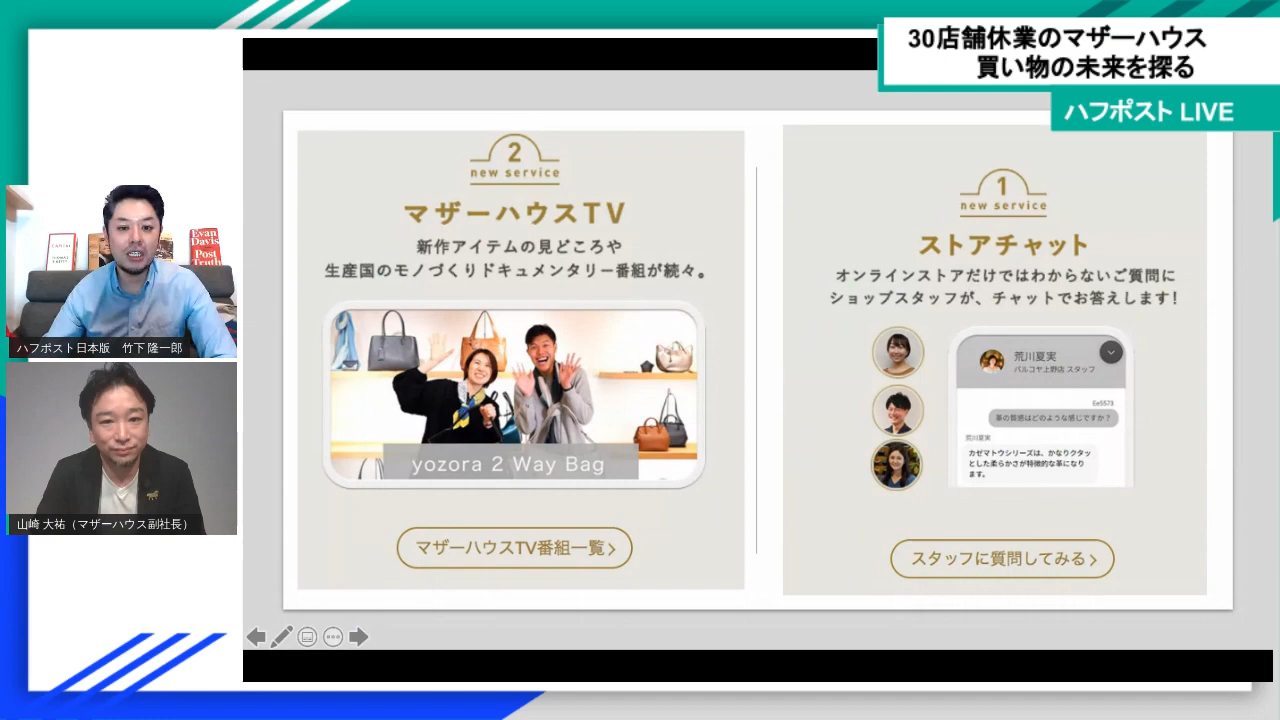 30店舗休業のマザーハウス
買い物の未来を探る
ハフポスト LIVE
2
new service
マザーハウスTV
新作アイテムの見どころや
生産国のモノづくりドキュメンタリー番組が続々。
yozora 2 Way Bag
マザーハウスTV番組一覧
1
new service
ストアチャット
オンラインストアだけではわからないご質問に
ショップスタッフが、チャットでお答えします!
荒川夏実
パルコヤ上野店 スタッフ
Ee5573
革の質感はどのような感じですか?
荒川夏実
カゼマトウシリーズは、かなりクタッ
とした柔らかさが特徴的な革になり
ます。
スタッフに質問してみる
Evan
Davis
Post
Truth
ハフポスト日本版 竹下 隆一郎
山崎 大祐(マザーハウス副社長)